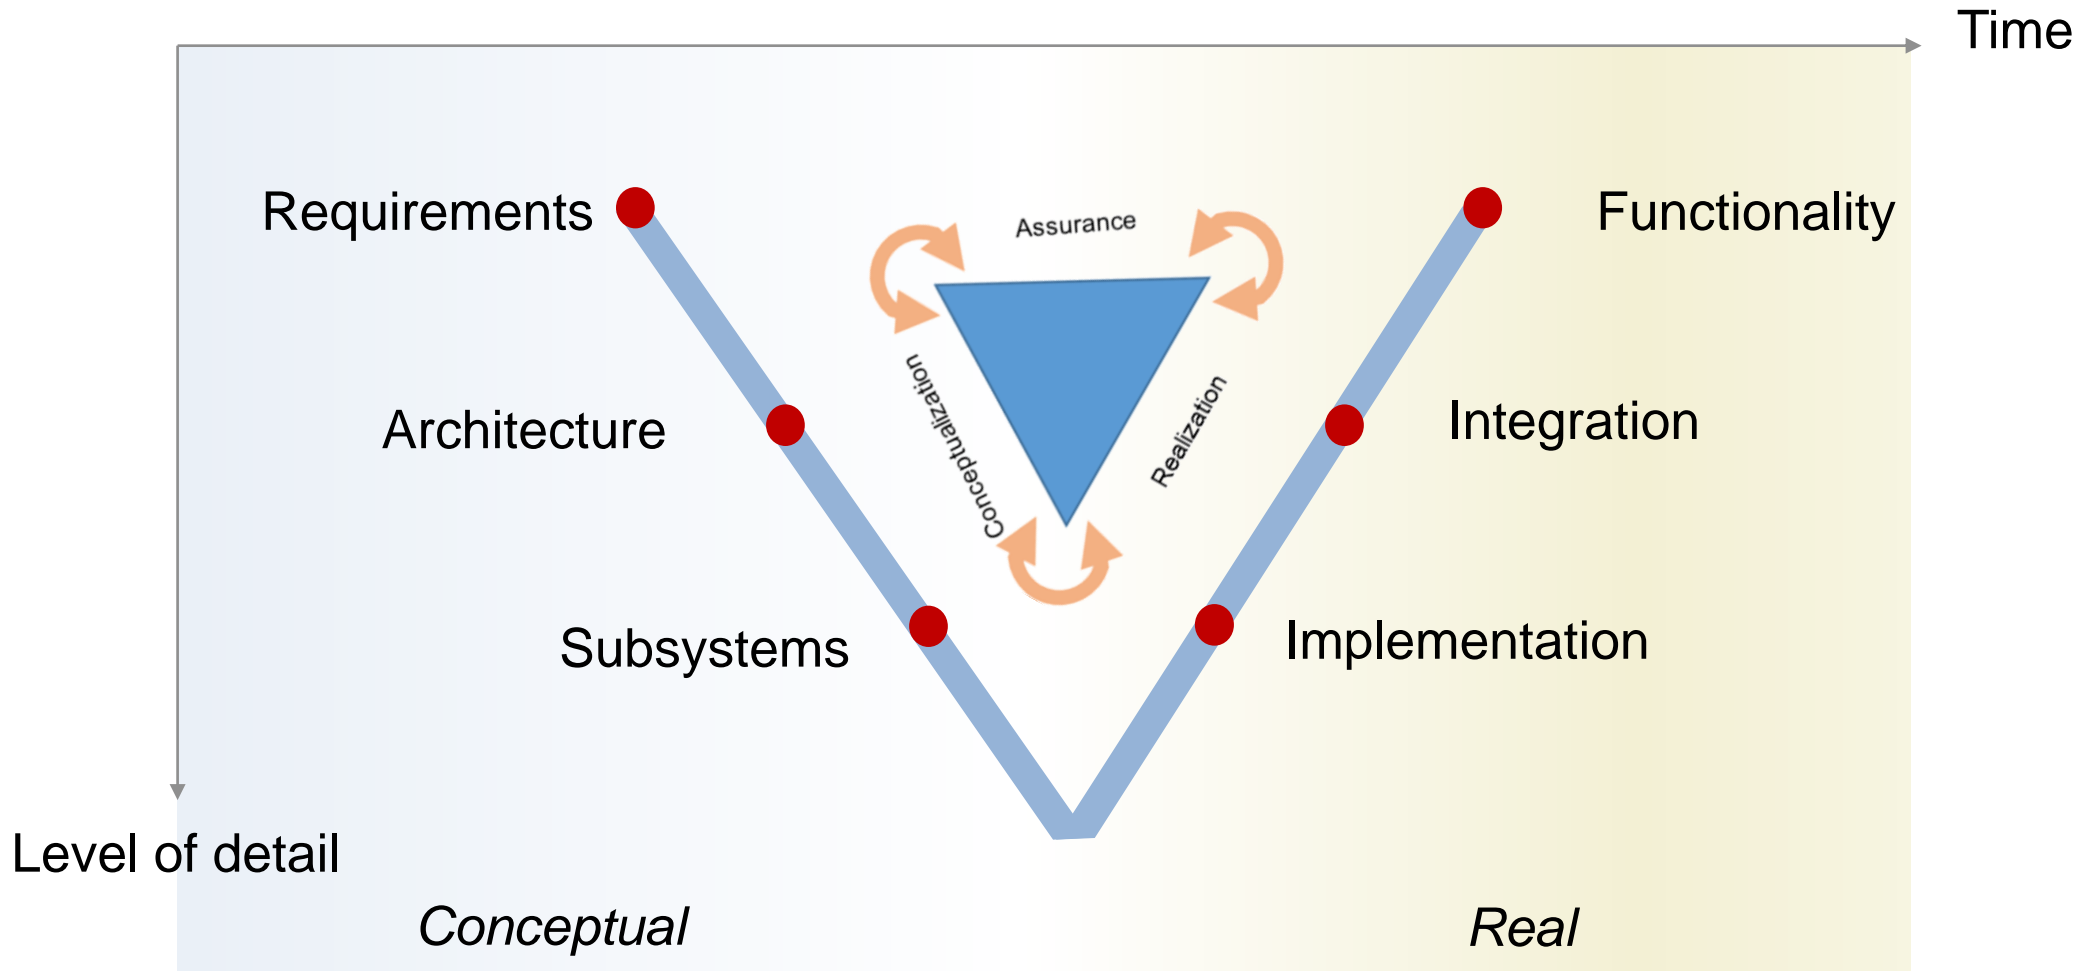 Time
Requirements
Assurance
Functionality
Architecture
Conceptualization
Realization
Integration
Subsystems
Implementation
Level of detail
Conceptual
Real